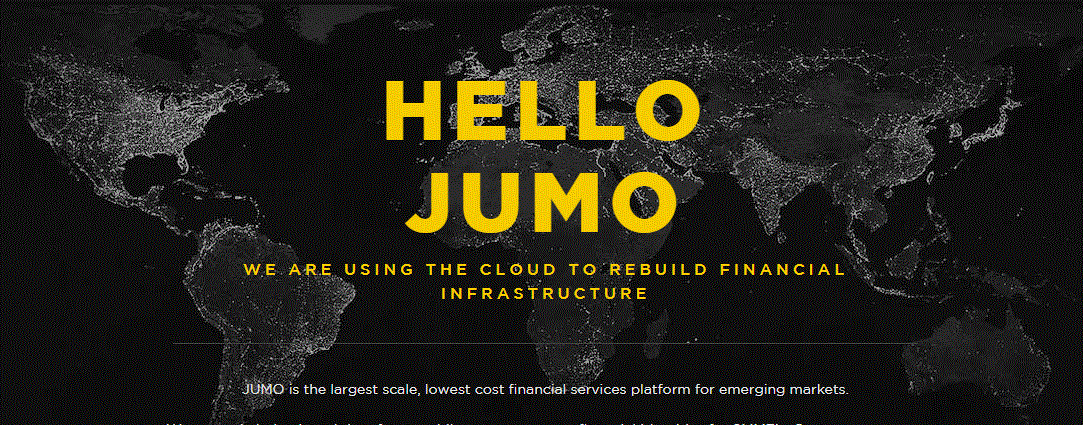 HELLO
JUMO
WE ARE USING THE CLOUD TO REBUILD FINANCIAL
INFRASTRUCTURE
JUMO is the largest scale, lowest cost financial services platform for emerging markets.